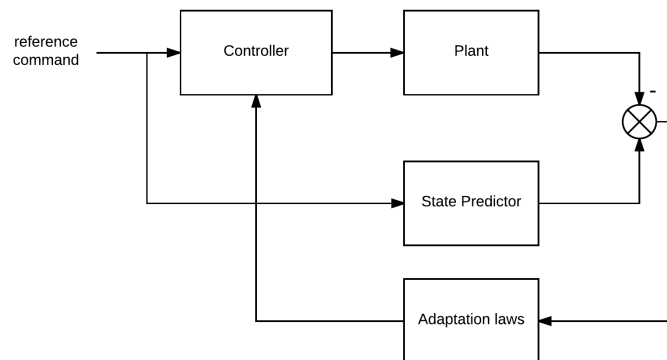 reference
command
Controller
Plant
-
State Predictor
Adaptation laws